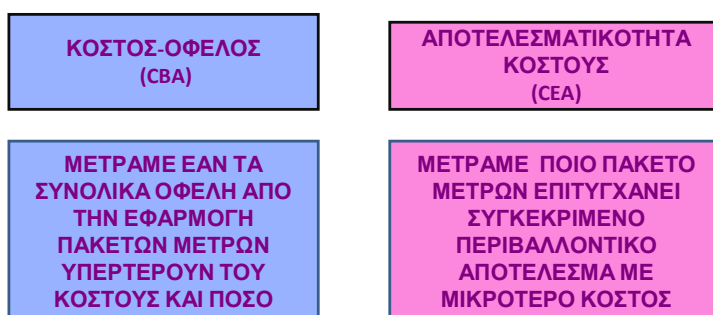 ΚΟΣΤΟΣ-ΟΦΕΛΟΣ
(CBA)
ΑΠΟΤΕΛΕΣΜΑΤΙΚΟΤΗΤΑ
ΚΟΣΤΟΥΣ
(CEA)
ΜΕΤΡΑΜΕ ΕΑΝ ΤΑ
ΣΥΝΟΛΙΚΑ ΟΦΕΛΗ ΑΠΟ
ΤΗΝ ΕΦΑΡΜΟΓΗ
ΠΑΚΕΤΩΝ ΜΕΤΡΩΝ
ΥΠΕΡΤΕΡΟΥΝ ΤΟΥ
ΚΟΣΤΟΥΣ ΚΑΙ ΠΟΣΟ
ΜΕΤΡΑΜΕ ΠΟΙΟ ΠΑΚΕΤΟ
ΜΕΤΡΩΝ ΕΠΙΤΥΓΧΑΝΕΙ
ΣΥΓΚΕΚΡΙΜΕΝΟ
ΠΕΡΙΒΑΛΛΟΝΤΙΚΟ
ΑΠΟΤΕΛΕΣΜΑ ΜΕ
ΜΙΚΡΟΤΕΡΟ ΚΟΣΤΟΣ